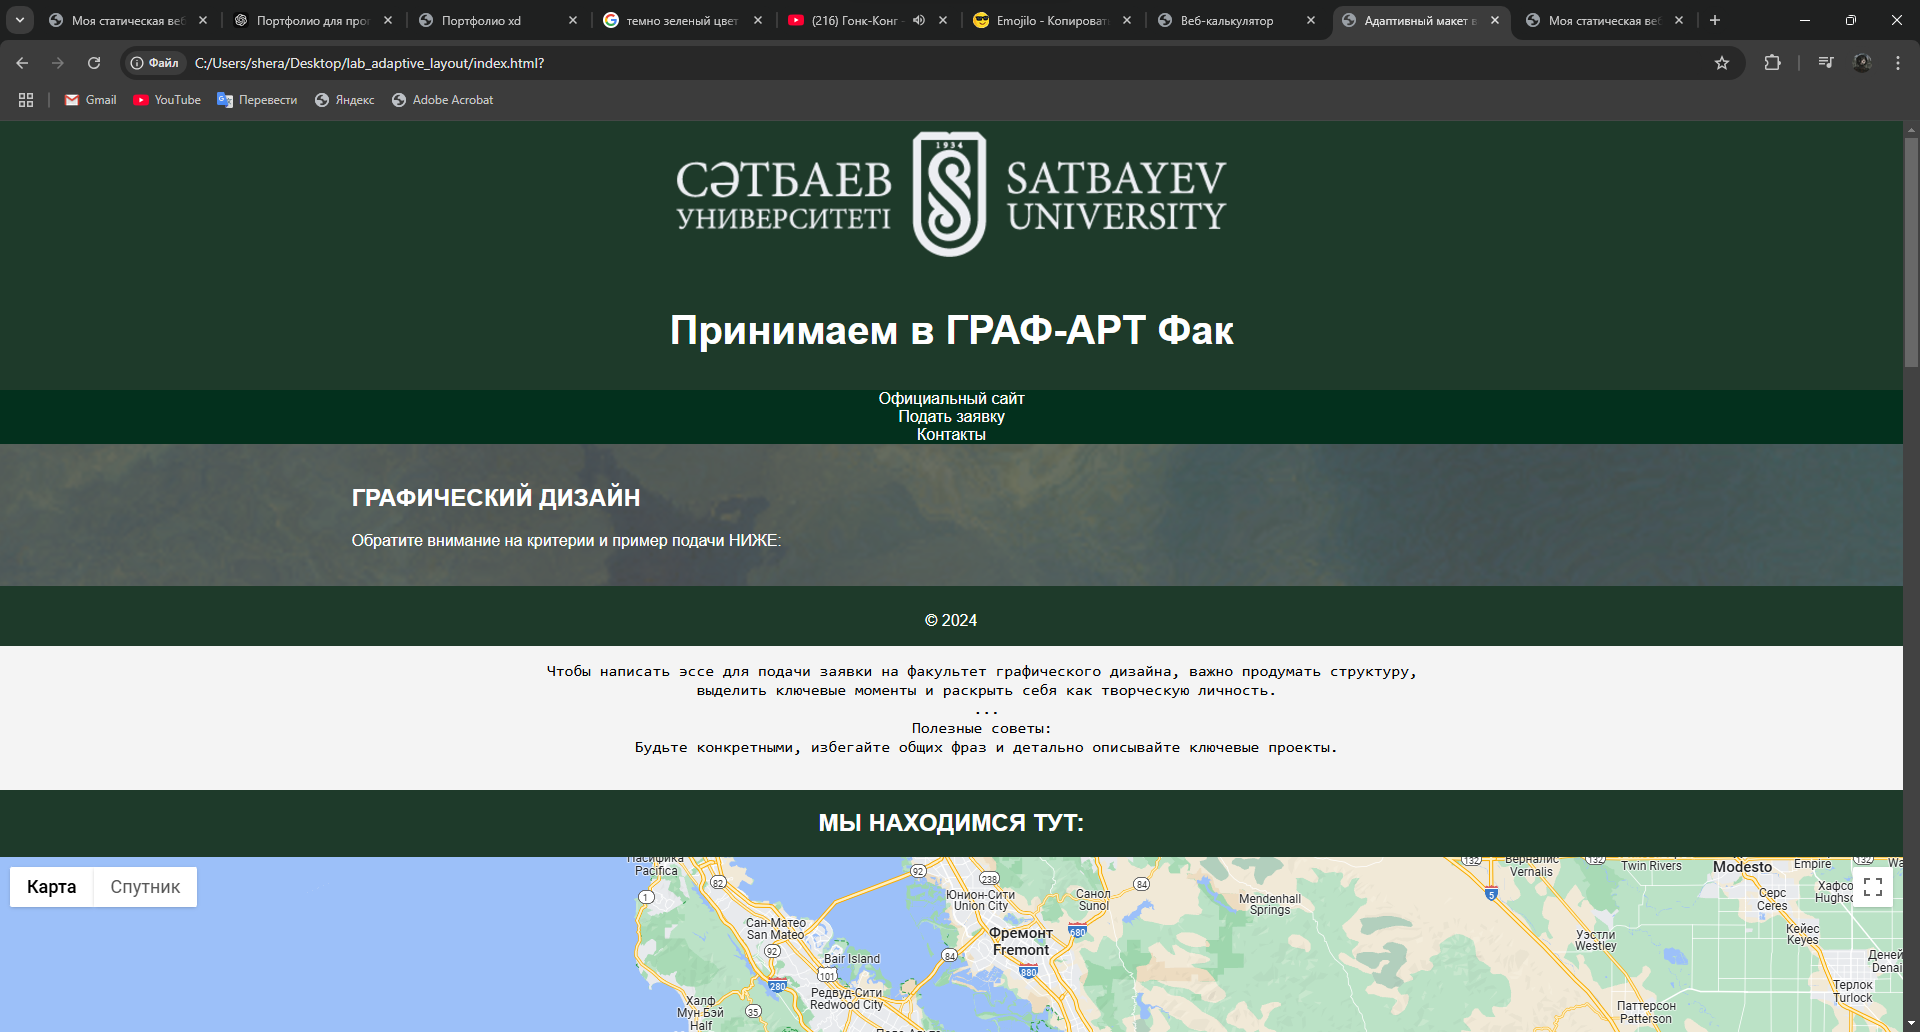 Моя статическая веб
Портфолио для про
Портфолио xd
темно зеленый цвет
(216) Гонк-Конг -
Emojilo - Копироват
Веб-калькулятор
Адаптивный макет в
Моя статическая веб
Файл
C:/Users/shera/Desktop/lab_adaptive_layout/index.html?
Gmail
YouTube
Перевести
Яндекс
Adobe Acrobat
1934
СӘТБАЕВ
УНИВЕРСИТЕТІ
SATBAYEV
UNIVERSITY
Принимаем в ГРАФ-АРТ Фак
Официальный сайт
Подать заявку
Контакты
ГРАФИЧЕСКИЙ ДИЗАЙН
Обратите внимание на критерии и пример подачи НИЖЕ:
© 2024
Чтобы написать эссе для подачи заявки на факультет графического дизайна, важно продумать структуру,
выделить ключевые моменты и раскрыть себя как творческую личность.
...
Полезные советы:
Будьте конкретными, избегайте общих фраз и детально описывайте ключевые проекты.
МЫ НАХОДИМСЯ ТУТ:
Карта
Спутник
Пасифика
Pacifica
82
1
92
238
84
Юнион-Сити
Union City
Санол
Sunol
Mendenhall
Springs
132
Верналис
Vernalis
132
Twin Rivers
Modesto
Empire
132
Wa
5
Серс
Ceres
Хафсо
Hughso
Сан-Матео
San Mateo
92
Фремонт
Fremont
680
880
84
Bair Island
101
280
Редвуд-Сити
Redwood City
Уэстли
Westley
Кейес
Keyes
Деней
Denai
Терлок
Turlock
Халф
Мун Бэй
Half
35
Паттерсон
Patterson